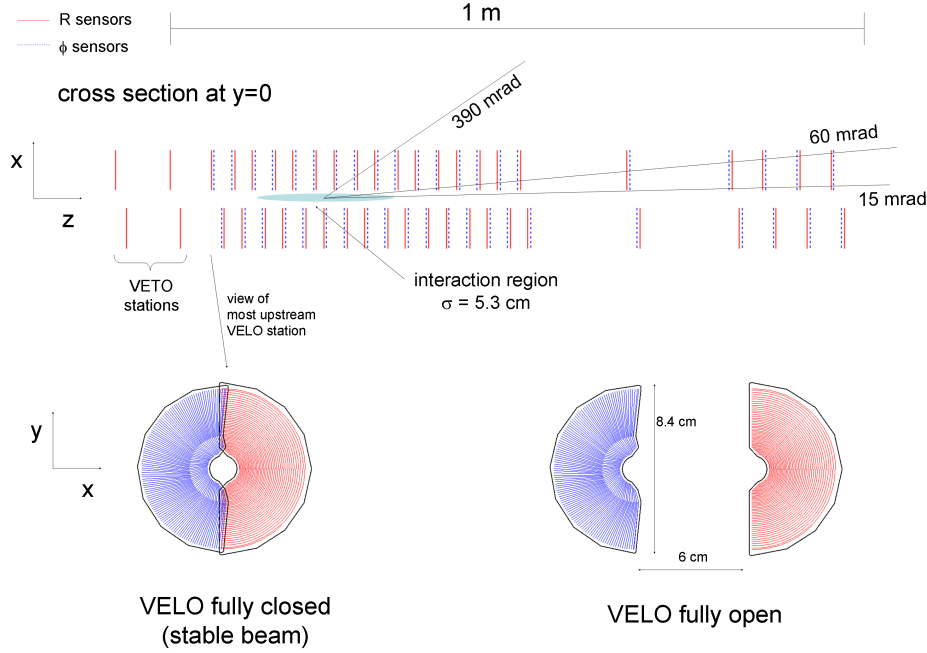 R sensors
ϕ sensors
1 m
cross section at y=0
390 mrad
60 mrad
15 mrad
x
z
VETO
stations
view of
most upstream
VELO station
interaction region
σ = 5.3 cm
y
x
8.4 cm
6 cm
VELO fully closed
(stable beam)
VELO fully open